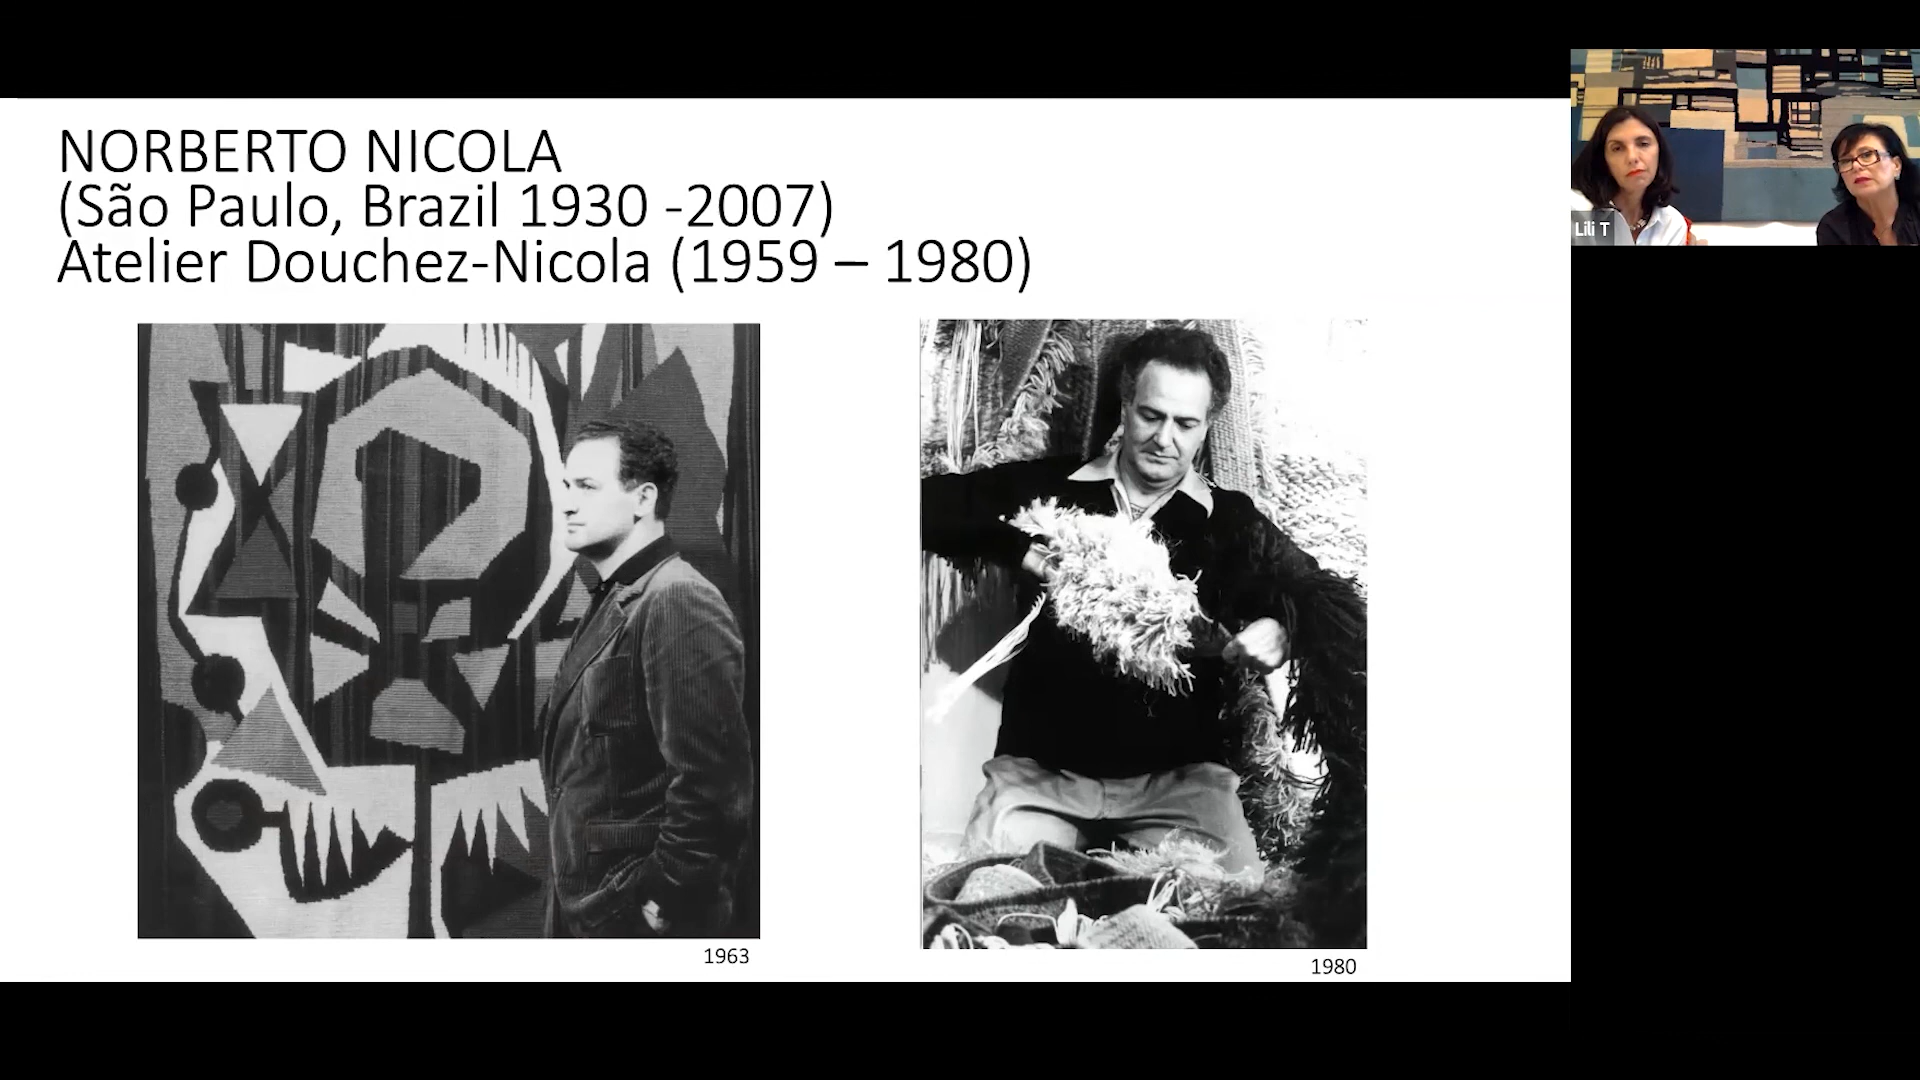 NORBERTO NICOLA
(São Paulo, Brazil 1930 -2007)
Atelier Douchez-Nicola (1959 – 1980)
1963
1980
Lili T